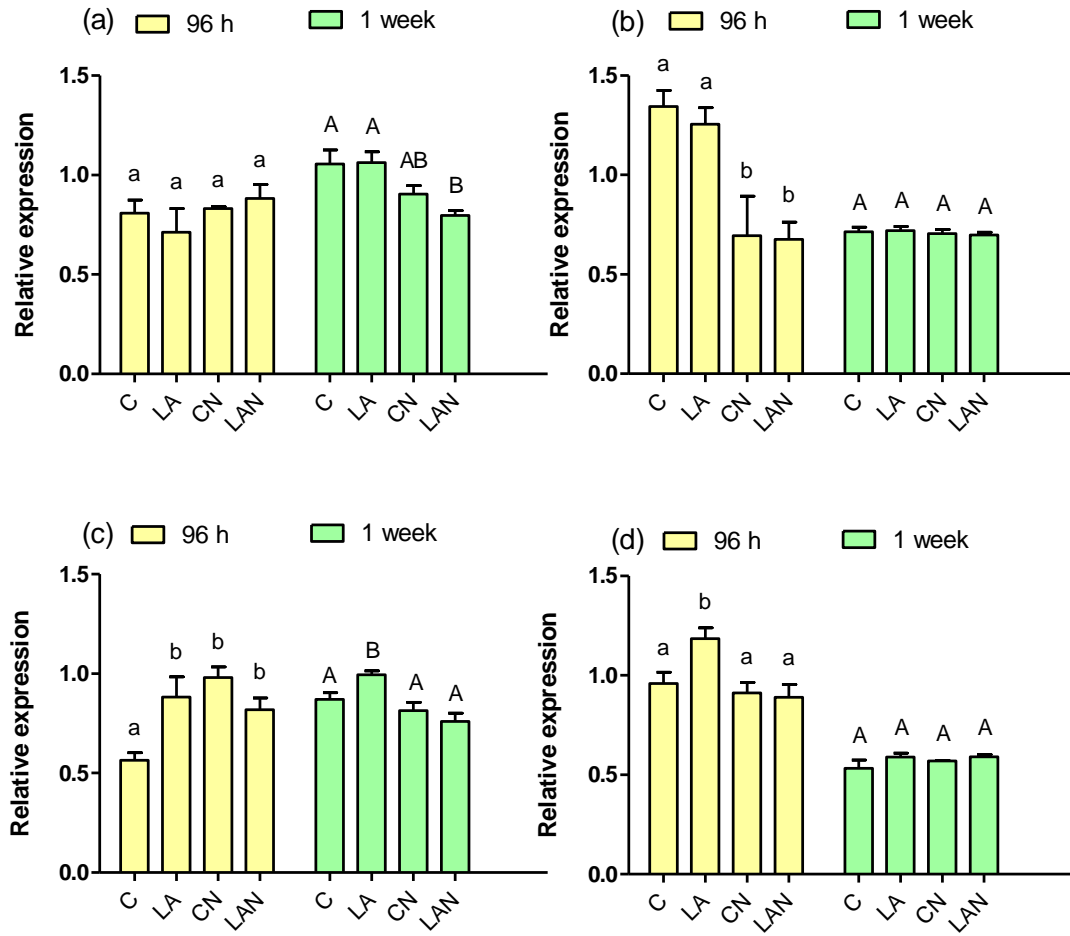 (a) 96 h 1 week
Relative expression
1.5
1.0
0.5
0.0
a a a a A A AB B
C LA CN LAN C LA CN LAN
(b) 96 h 1 week
Relative expression
1.5
1.0
0.5
0.0
a a b b A A A A
C LA CN LAN C LA CN LAN
(c) 96 h 1 week
Relative expression
1.5
1.0
0.5
0.0
a b b b A B A A
C LA CN LAN C LA CN LAN
(d) 96 h 1 week
Relative expression
1.5
1.0
0.5
0.0
a b a a A A A A
C LA CN LAN C LA CN LAN